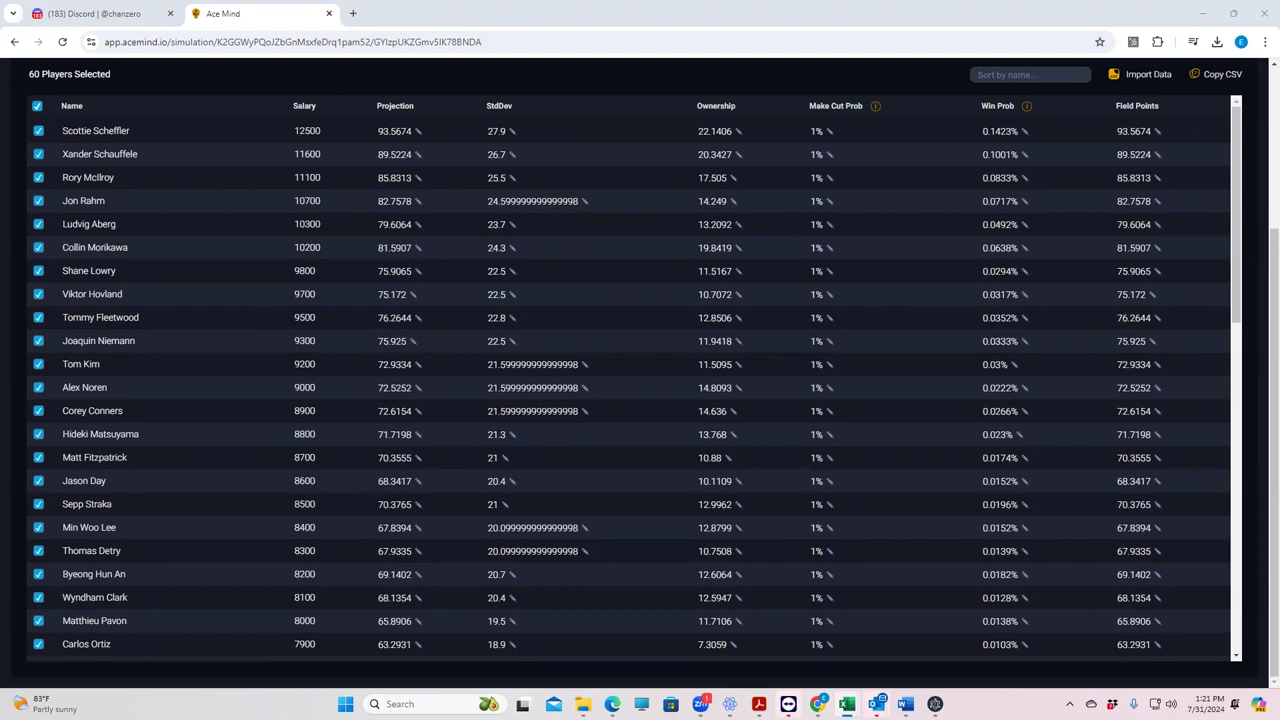 (183) Discord | @chanzero
Ace Mind
app.acemind.io/simulation/K2GGWyPQoJZbGnMsxfeDrq1pam52/GYIzpUKZGmv5IK78BNDA
60 Players Selected Sort by name... Import Data Copy CSV
Name Salary Projection StdDev Ownership Make Cut Prob Win Prob Field Points
Scottie Scheffler 12500 93.5674 27.9 22.1406 1% 0.1423% 93.5674
Xander Schauffele 11600 89.5224 26.7 20.3427 1% 0.1001% 89.5224
Rory McIlroy 11100 85.8313 25.5 17.505 1% 0.0833% 85.8313
Jon Rahm 10700 82.7578 24.599999999999998 14.249 1% 0.0717% 82.7578
Ludvig Aberg 10300 79.6064 23.7 13.2092 1% 0.0492% 79.6064
Collin Morikawa 10200 81.5907 24.3 19.8419 1% 0.0638% 81.5907
Shane Lowry 9800 75.9065 22.5 11.5167 1% 0.0294% 75.9065
Viktor Hovland 9700 75.172 22.5 10.7072 1% 0.0317% 75.172
Tommy Fleetwood 9500 76.2644 22.8 12.8506 1% 0.0352% 76.2644
Joaquin Niemann 9300 75.925 22.5 11.9418 1% 0.0333% 75.925
Tom Kim 9200 72.9334 21.599999999999998 11.5095 1% 0.03% 72.9334
Alex Noren 9000 72.5252 21.599999999999998 14.8093 1% 0.0222% 72.5252
Corey Conners 8900 72.6154 21.599999999999998 14.636 1% 0.0266% 72.6154
Hideki Matsuyama 8800 71.7198 21.3 13.768 1% 0.023% 71.7198
Matt Fitzpatrick 8700 70.3555 21 10.88 1% 0.0174% 70.3555
Jason Day 8600 68.3417 20.4 10.1109 1% 0.0152% 68.3417
Sepp Straka 8500 70.3765 21 12.9962 1% 0.0196% 70.3765
Min Woo Lee 8400 67.8394 20.099999999999998 12.8799 1% 0.0152% 67.8394
Thomas Detry 8300 67.9335 20.099999999999998 10.7508 1% 0.0139% 67.9335
Byeong Hun An 8200 69.1402 20.7 12.6064 1% 0.0182% 69.1402
Wyndham Clark 8100 68.1354 20.4 12.5947 1% 0.0128% 68.1354
Matthieu Pavon 8000 65.8906 19.5 11.7106 1% 0.0138% 65.8906
Carlos Ortiz 7900 63.2931 18.9 7.3059 1% 0.0103% 63.2931
83°F
Partly sunny
Search
1:21 PM
7/31/2024